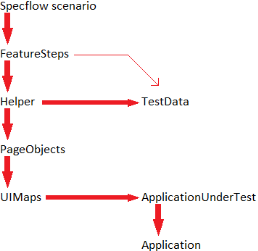 Specflow scenario
FeatureSteps
Helper TestData
PageObjects
UIMaps ApplicationUnderTest
Application